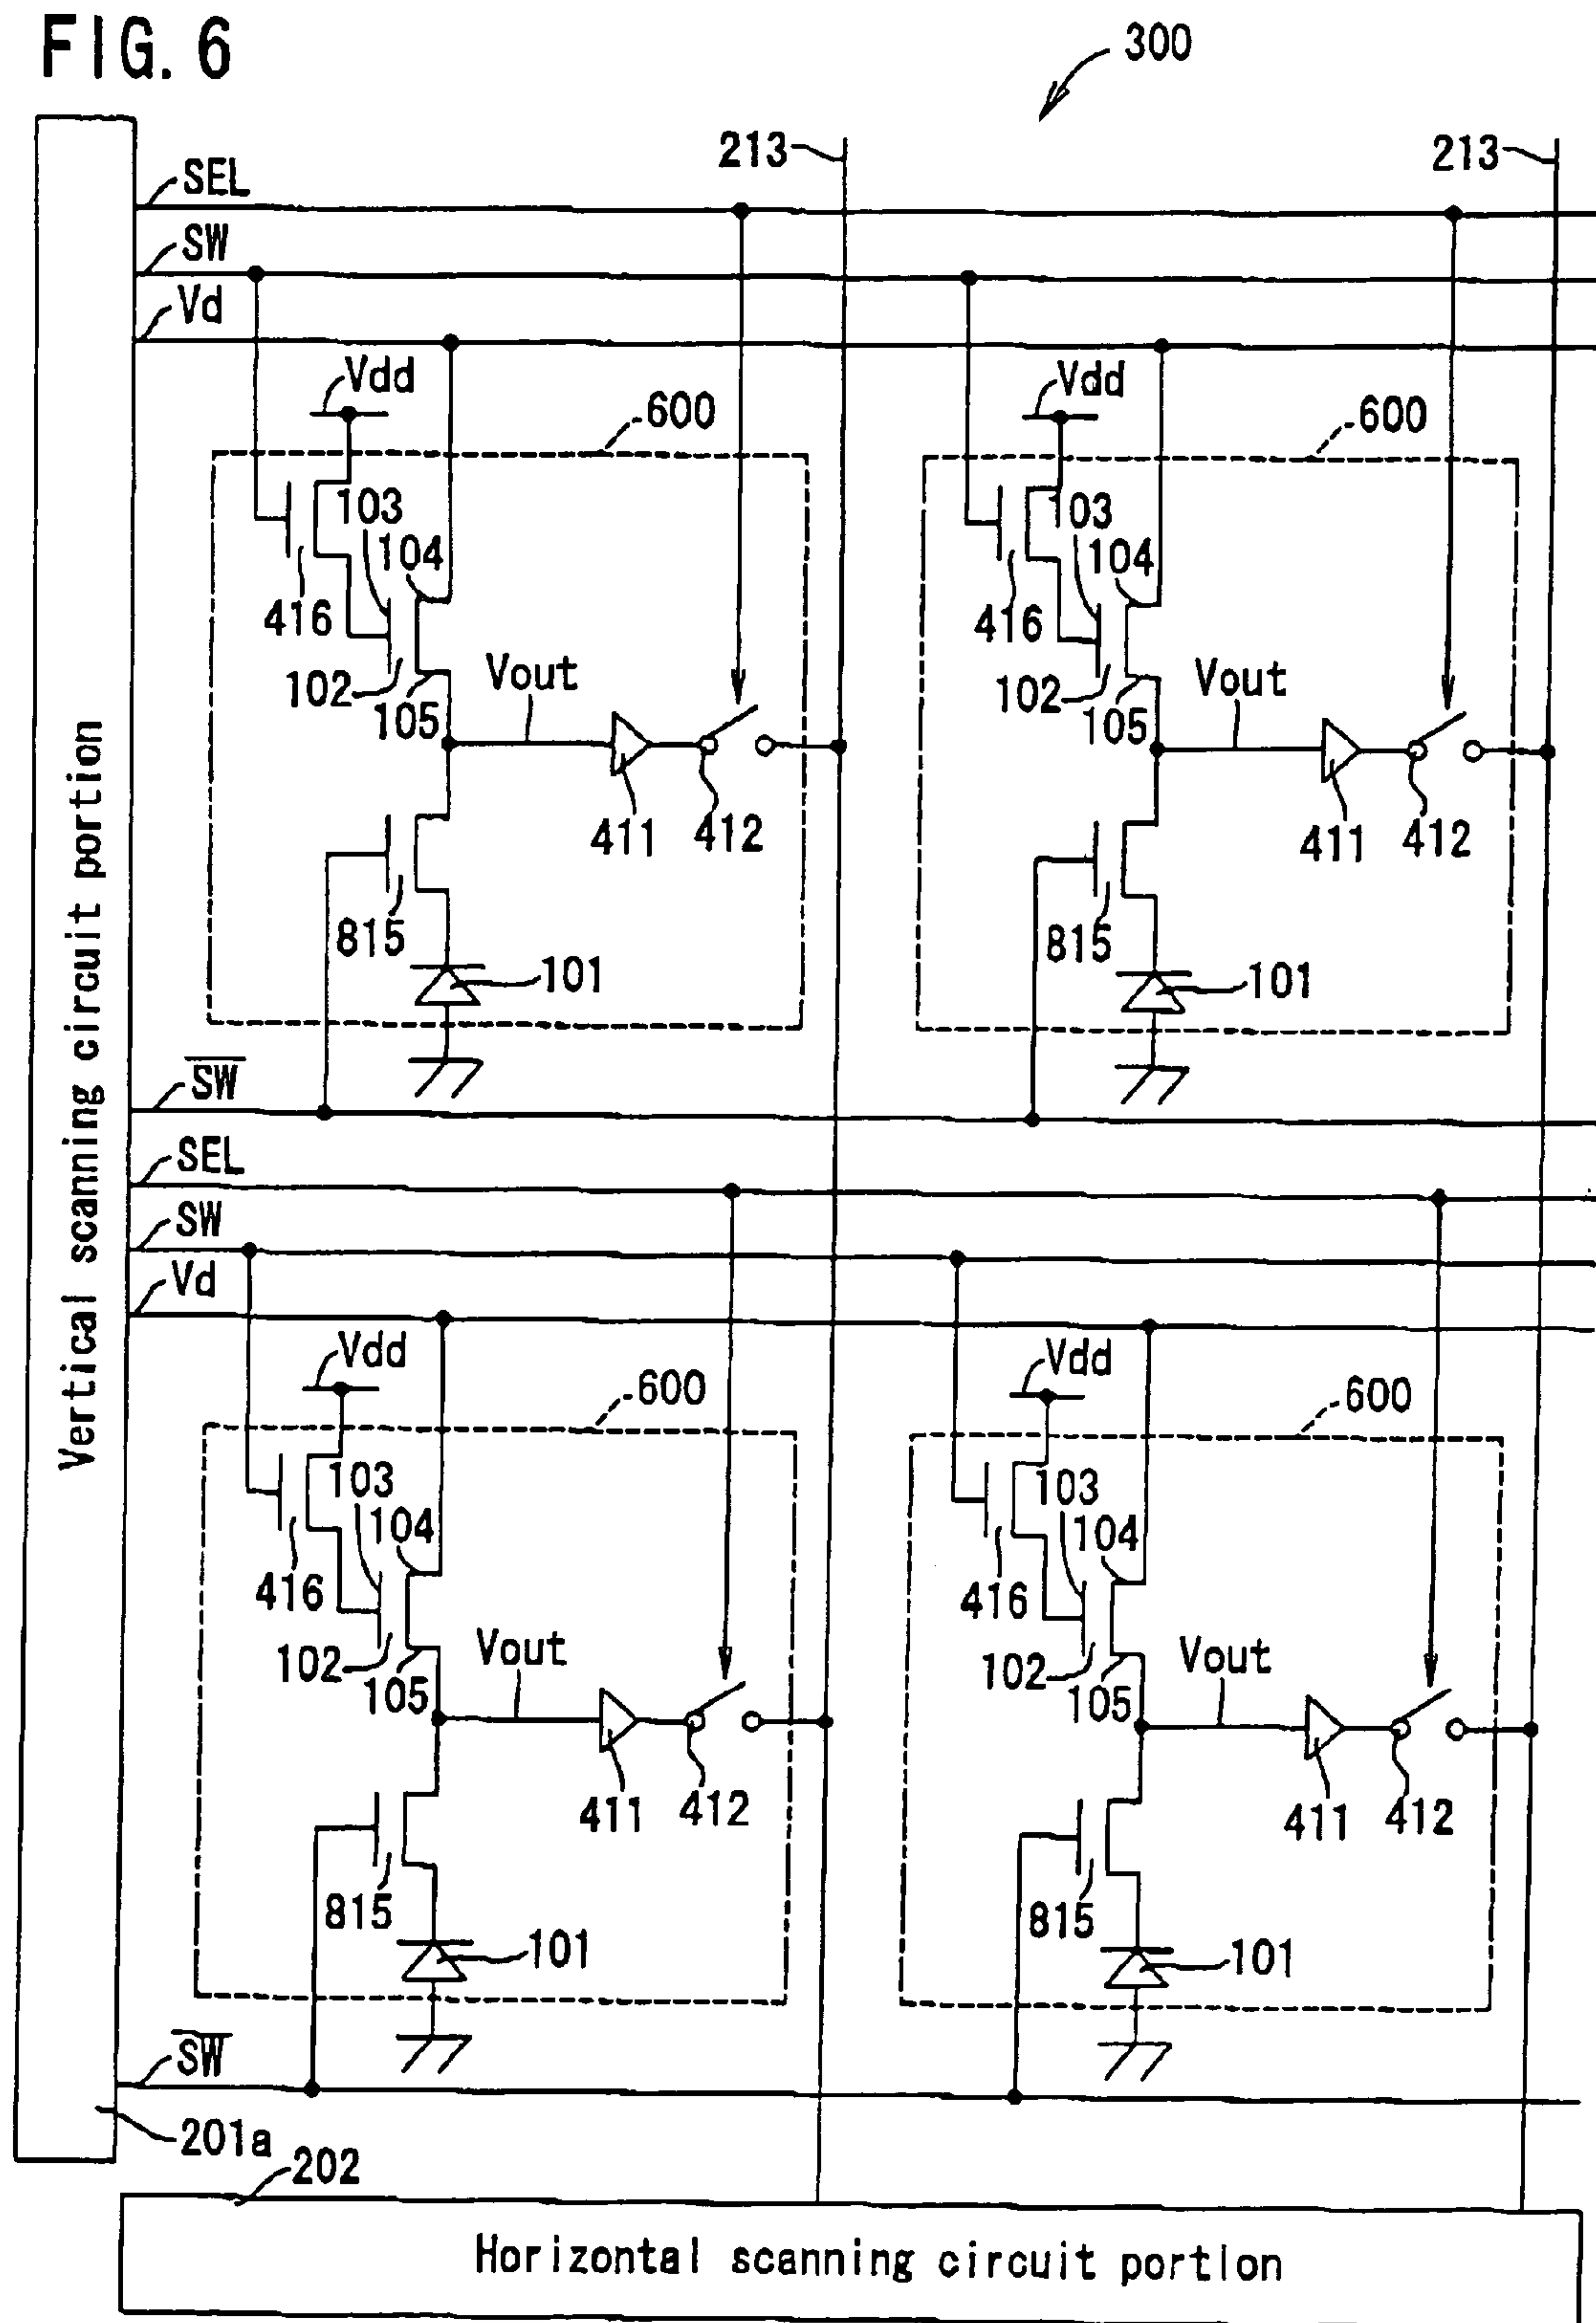 FIG. 6
300
213
213
SEL
SW
Vd
Vdd
Vdd
600
600
103
03
104
104
416
416
102
102
105
105
Vout
Vout
411
412
411
412
815
815
101
101
S̅W̅
SEL
SW
Vd
Vdd
Vdd
600
600
103
103
104
104
416
416
102
102
105
105
Vout
Vout
411
412
411
412
815
815
101
101
S̅W̅
Vertical scanning circuit portion
201a
202
Horizontal scanning circuit portion